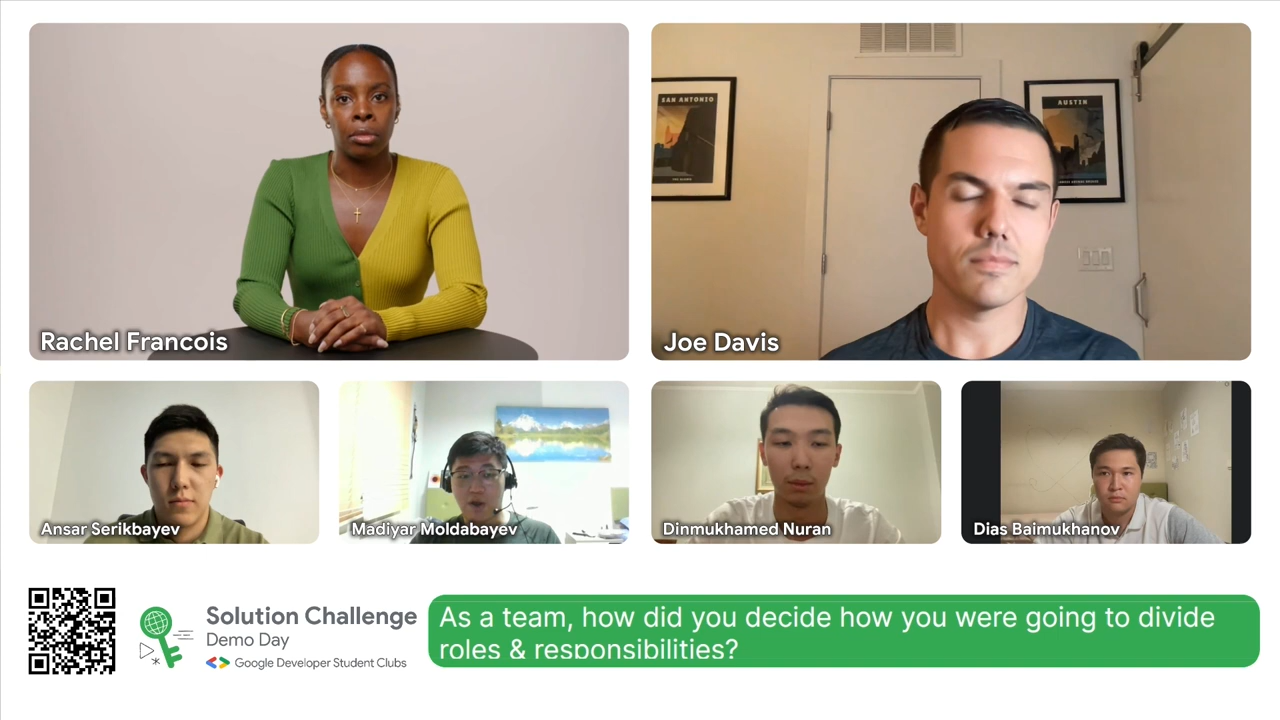 SAN ANTONIO
AUSTIN
Rachel Francois
Joe Davis
Ansar Serikbayev
Madiyar Moldabayev
Dinmukhamed Nuran
Dias Baimukhanov
Solution Challenge
Demo Day
Google Developer Student Clubs
As a team, how did you decide how you were going to divide
roles & responsibilities?